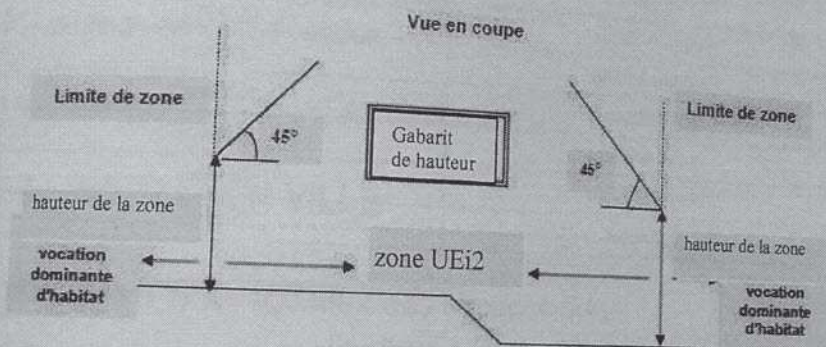 Vue en coupe
Limite de zone
45°
Gabarit
de hauteur
45°
Limite de zone
hauteur de la zone
zone UEi2
hauteur de la zone
vocation
dominante
d'habitat
vocation
dominante
d'habitat